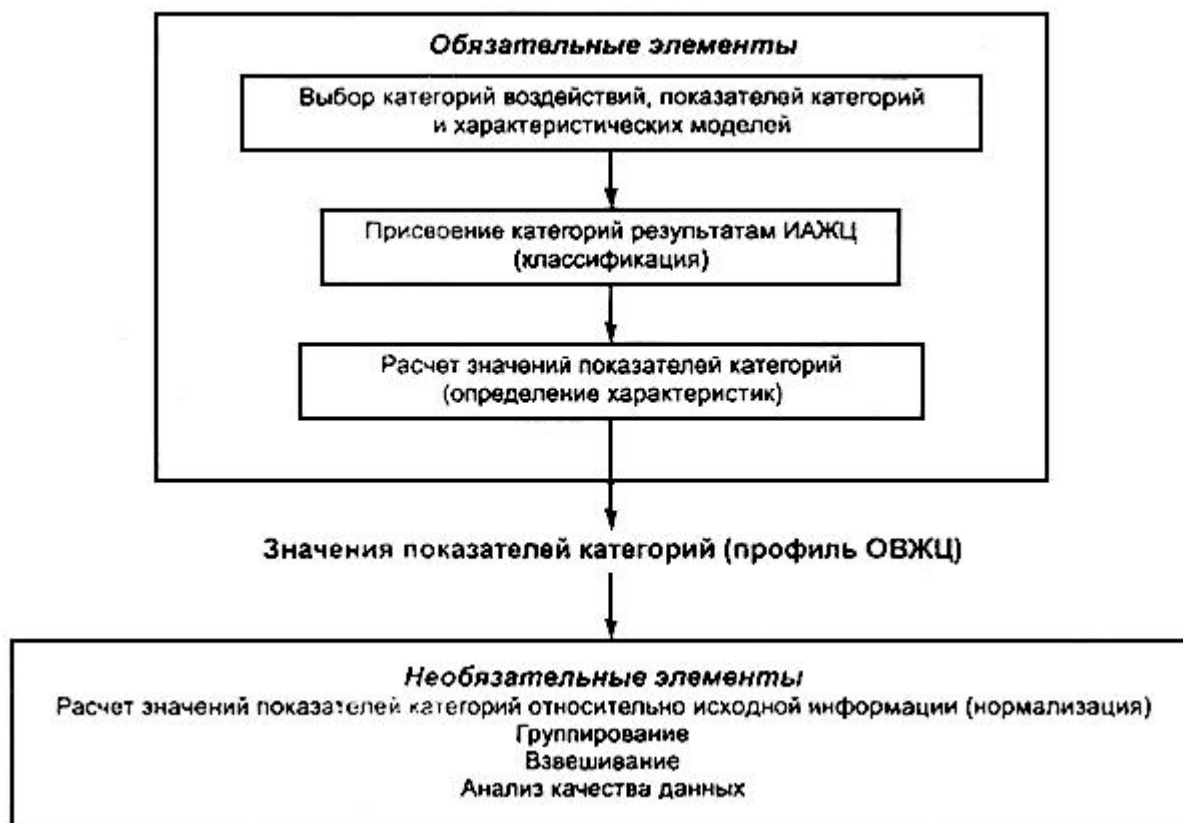 Обязательные элементы
Выбор категорий воздействий, показателей категорий
и характеристических моделей
Присвоение категорий результатам ИАЖЦ
(классификация)
Расчет значений показателей категорий
(определение характеристик)
Значения показателей категорий (профиль ОВЖЦ)
Необязательные элементы
Расчет значений показателей категорий относительно исходной информации (нормализация)
Группирование
Взвешивание
Анализ качества данных